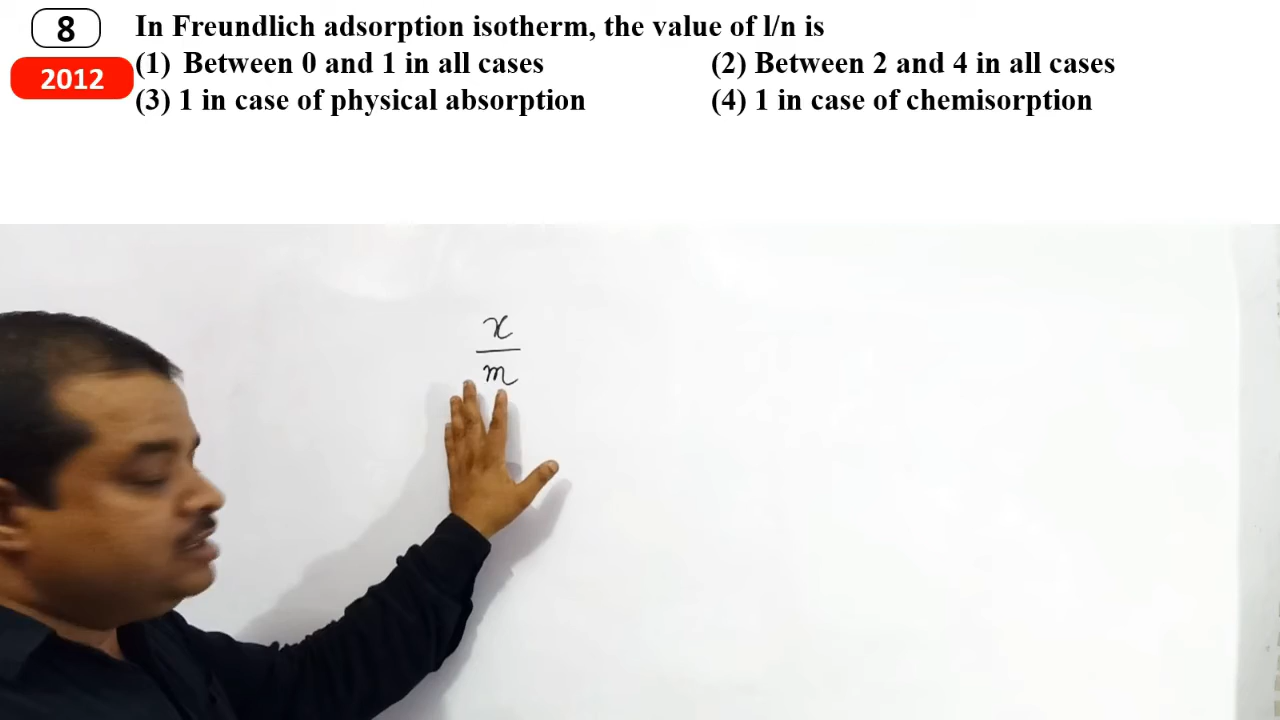 8
In Freundlich adsorption isotherm, the value of l/n is
2012
(1) Between 0 and 1 in all cases (2) Between 2 and 4 in all cases
(3) 1 in case of physical absorption (4) 1 in case of chemisorption
x
m